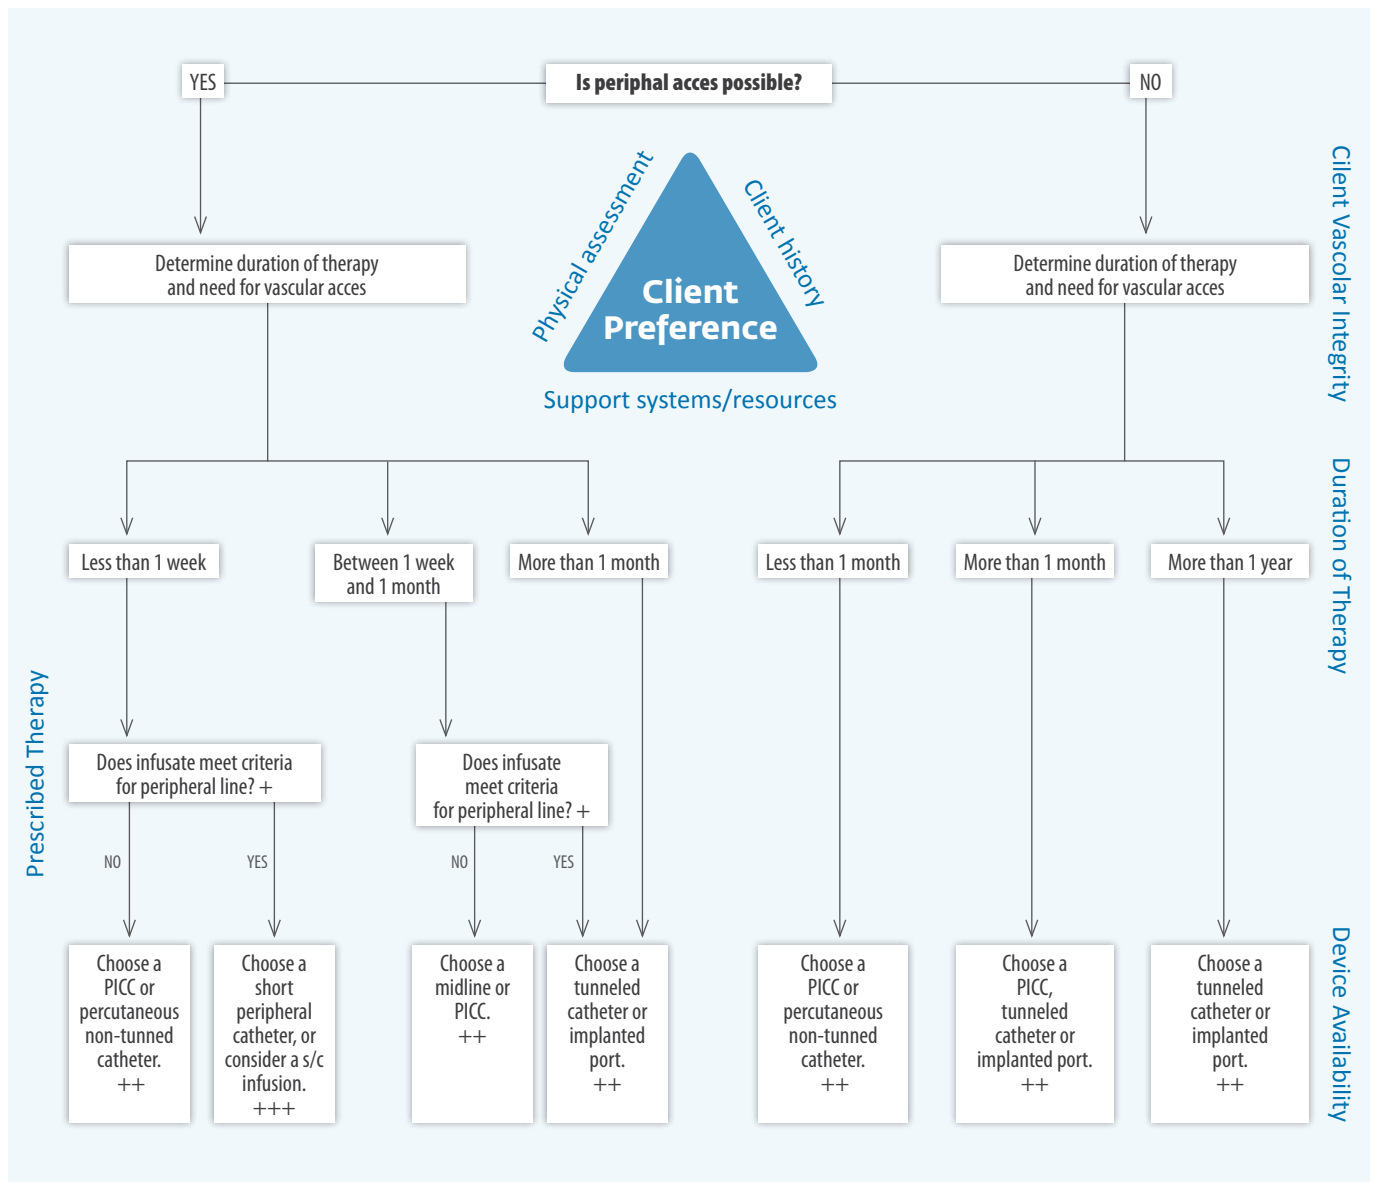 Is periphal acces possible?
YES
NO
Physical assessment
Client history
Client
Preference
Support systems/resources
Cilent Vascolar Integrity
Determine duration of therapy
and need for vascular acces
Determine duration of therapy
and need for vascular acces
Duration of Therapy
Less than 1 week
Between 1 week
and 1 month
More than 1 month
Less than 1 month
More than 1 month
More than 1 year
Prescribed Therapy
Does infusate meet criteria
for peripheral line? +
Does infusate
meet criteria
for peripheral line? +
NO
YES
NO
YES
Device Availability
Choose a
PICC or
percutaneous
non-tunned
catheter.
++
Choose a
short
peripheral
catheter, or
consider a s/c
infusion.
+++
Choose a
midline or
PICC.
++
Choose a
tunneled
catheter or
implanted
port.
++
Choose a
PICC or
percutaneous
non-tunned
catheter.
++
Choose a
PICC,
tunneled
catheter or
implanted port.
++
Choose a
tunneled
catheter or
implanted
port.
++